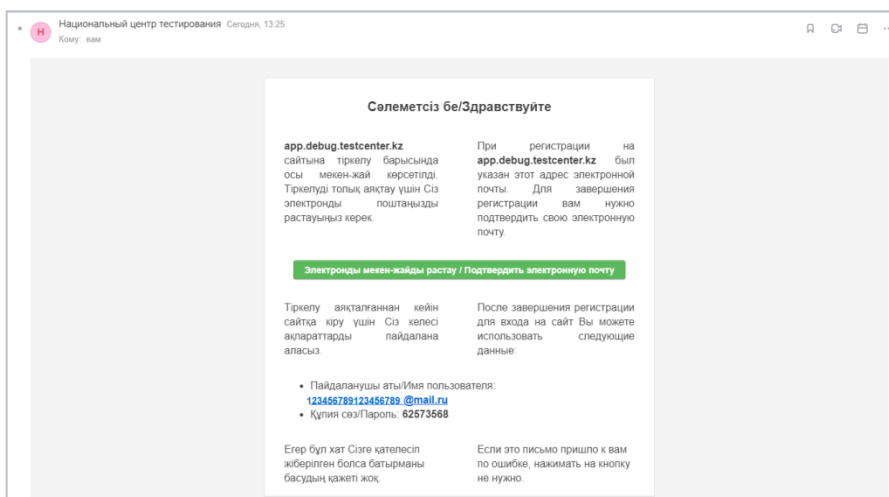 Н
Национальный центр тестирования Сегодня, 13:25
Кому: вам
Сәлеметсіз бе/Здравствуйте
app.debug.testcenter.kz
сайтына тіркелу барысында
осы мекен-жай көрсетілді.
Тіркелуді толық аяқтау үшін Сіз
электронды поштаңызды
растауыңыз керек.
При регистрации на
app.debug.testcenter.kz был
указан этот адрес электронной
почты. Для завершения
регистрации вам нужно
подтвердить свою электронную
почту.
Электронды мекен-жайды растау / Подтвердить электронную почту
Тіркелу аяқталғаннан кейін
сайтқа кіру үшін Сіз келесі
ақпараттарды пайдалана
аласыз.
После завершения регистрации
для входа на сайт Вы можете
использовать следующие
данные:
• Пайдаланушы аты/Имя пользователя:
123456789123456789 @mail.ru
• Құпия сөз/Пароль: 62573568
Егер бұл хат Сізге қателесіп
жіберілген болса батырманы
басудың қажеті жоқ.
Если это письмо пришло к вам
по ошибке, нажимать на кнопку
не нужно.